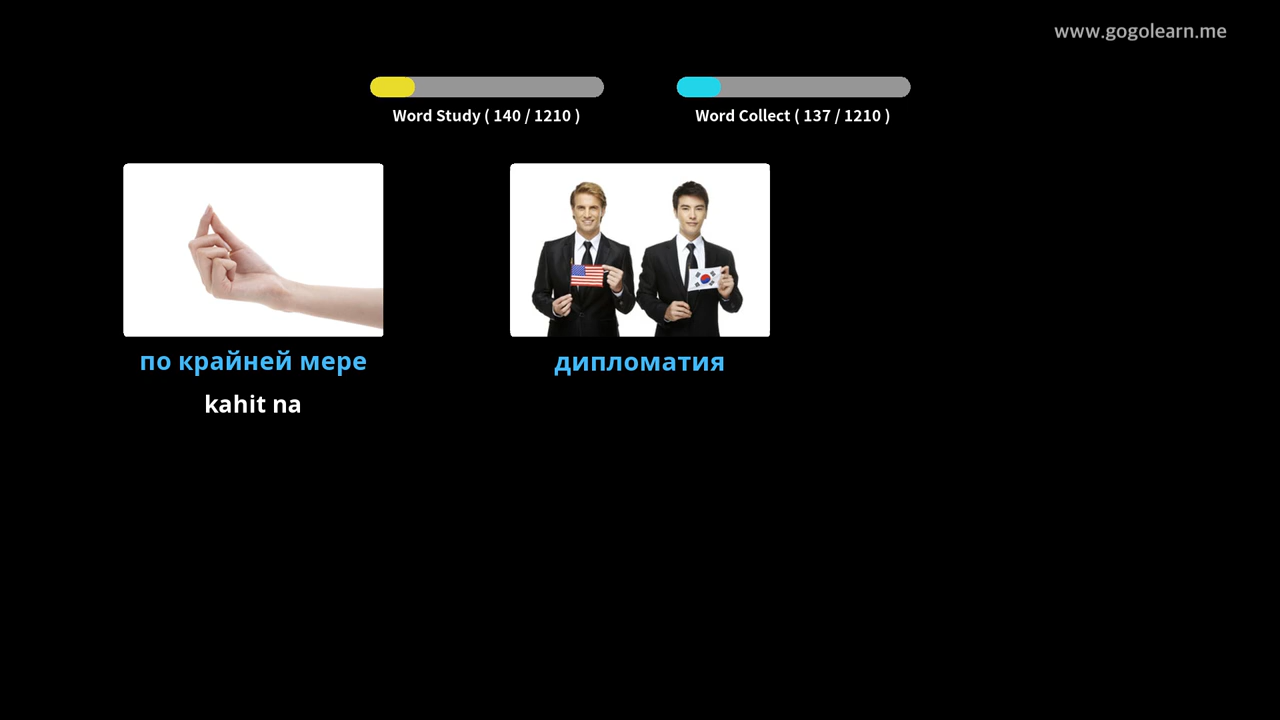 www.gogolearn.me
Word Study ( 140 / 1210 )
Word Collect ( 137 / 1210 )
по крайней мере
kahit na
дипломатия